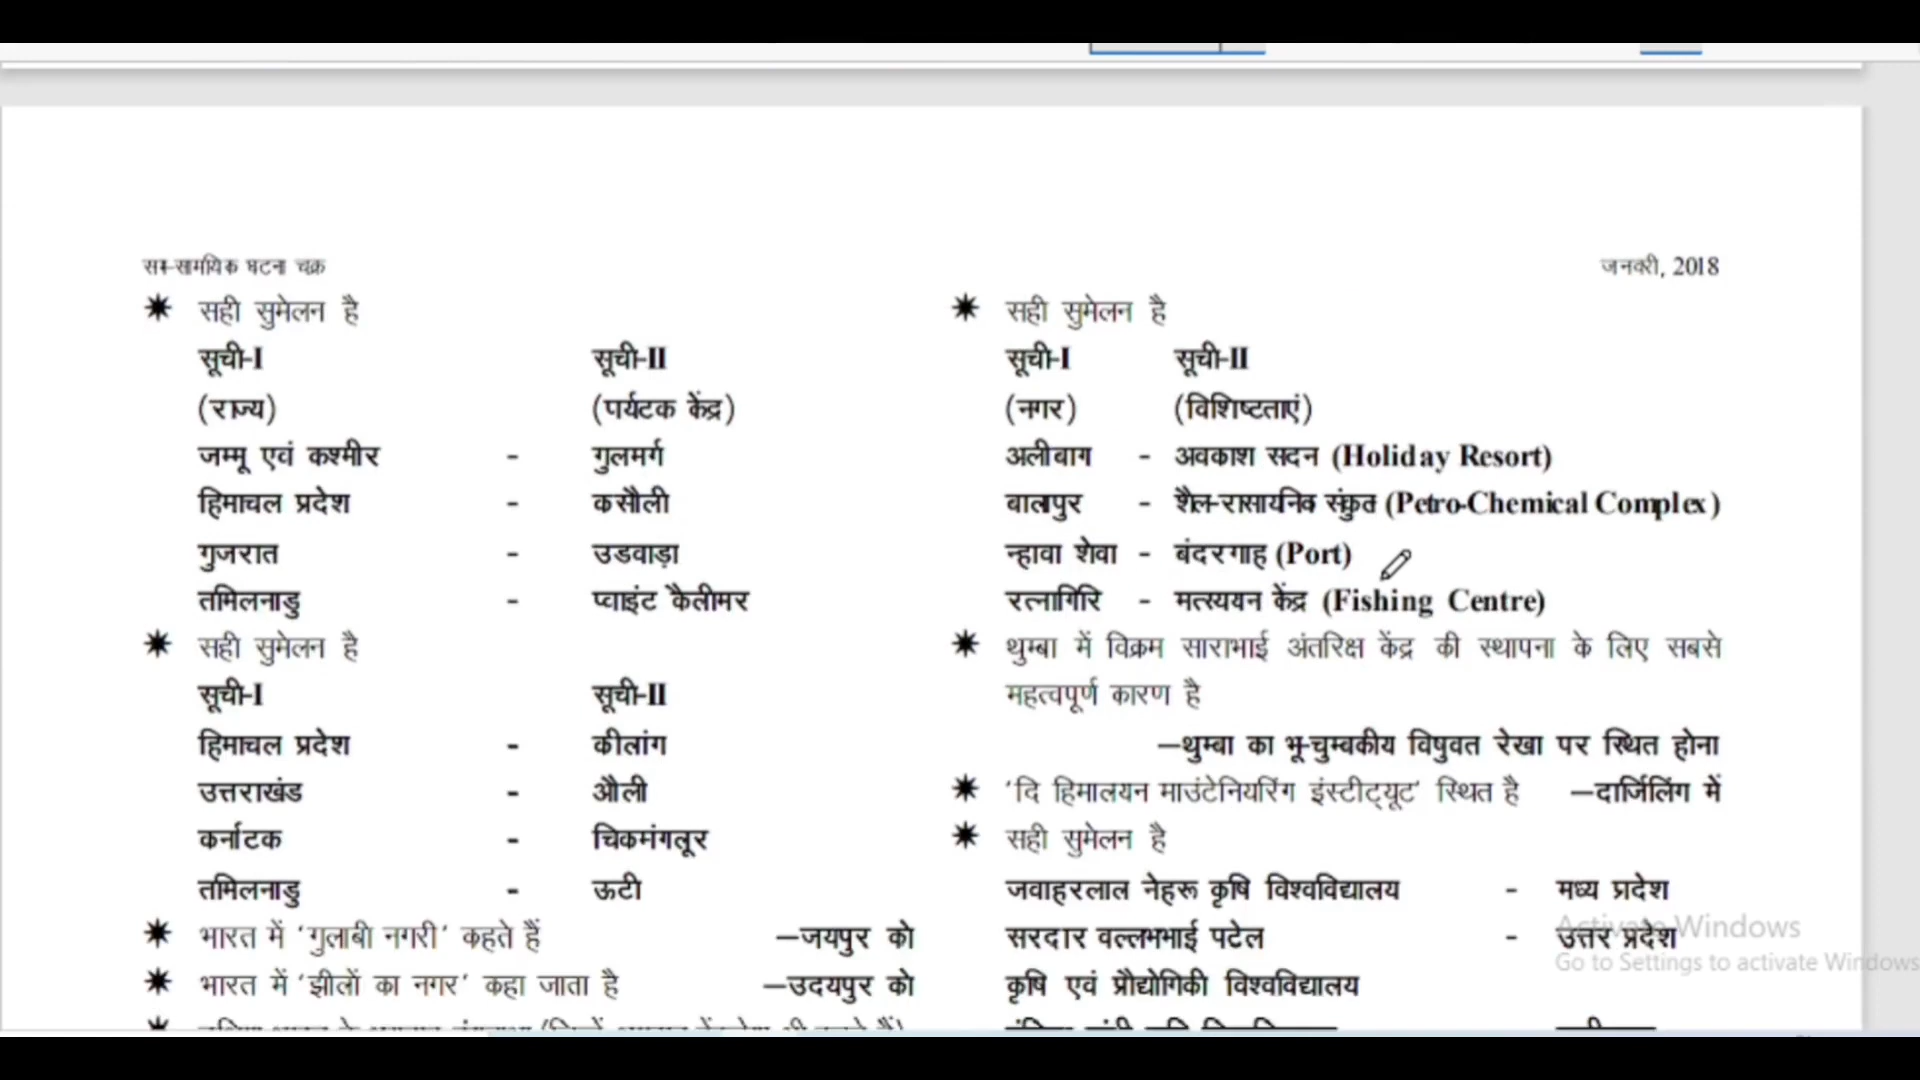 सम-सामयिक घटना चक्र
जनवरी, 2018
✷ सही सुमेलन है
सूची-I सूची-II
(राज्य) (पर्यटक केंद्र)
जम्मू एवं कश्मीर - गुलमर्ग
हिमाचल प्रदेश - कसौली
गुजरात - उडवाड़ा
तमिलनाडु - प्वाइंट कैलीमर
✷ सही सुमेलन है
सूची-I सूची-II
हिमाचल प्रदेश - कीलांग
उत्तराखंड - औली
कर्नाटक - चिकमंगलूर
तमिलनाडु - ऊटी
✷ भारत में ‘गुलाबी नगरी’ कहते हैं —जयपुर को
✷ भारत में ‘झीलों का नगर’ कहा जाता है —उदयपुर को
✷ सही सुमेलन है
सूची-I सूची-II
(नगर) (विशिष्टताएं)
अलीबाग - अवकाश सदन (Holiday Resort)
बालापुर - शैल-रासायनिक संकुल (Petro-Chemical Complex)
न्हावा शेवा - बंदरगाह (Port)
रत्नागिरि - मत्स्ययन केंद्र (Fishing Centre)
✷ थुम्बा में विक्रम साराभाई अंतरिक्ष केंद्र की स्थापना के लिए सबसे
महत्वपूर्ण कारण है
—थुम्बा का भू-चुम्बकीय विषुवत रेखा पर स्थित होना
✷ ‘दि हिमालयन माउंटेनियरिंग इंस्टीट्यूट’ स्थित है —दार्जिलिंग में
✷ सही सुमेलन है
जवाहरलाल नेहरू कृषि विश्वविद्यालय - मध्य प्रदेश
सरदार वल्लभभाई पटेल - उत्तर प्रदेश
कृषि एवं प्रौद्योगिकी विश्वविद्यालय
Activate Windows
Go to Settings to activate Windows